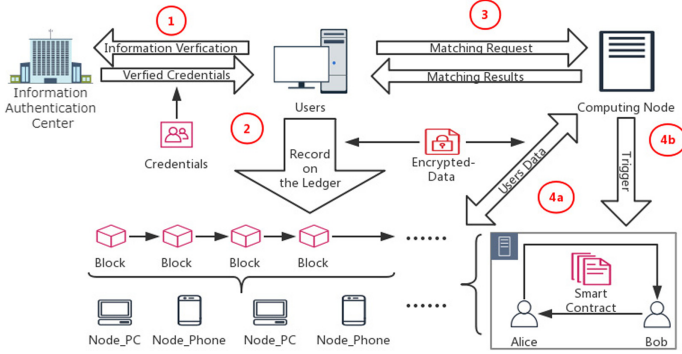 1
3
Information Verfication
Verfied Credentials
Matching Request
Matching Results
Information
Authentication
Center
Users
Computing Node
2
4b
Credentials
Record
on
the Ledger
Encrypted-
Data
Users Data
Trigger
4a
Block
Block
Block
Block
......
Smart
Contract
Alice
Bob
......
Node_PC
Node_Phone
Node_PC
Node_Phone